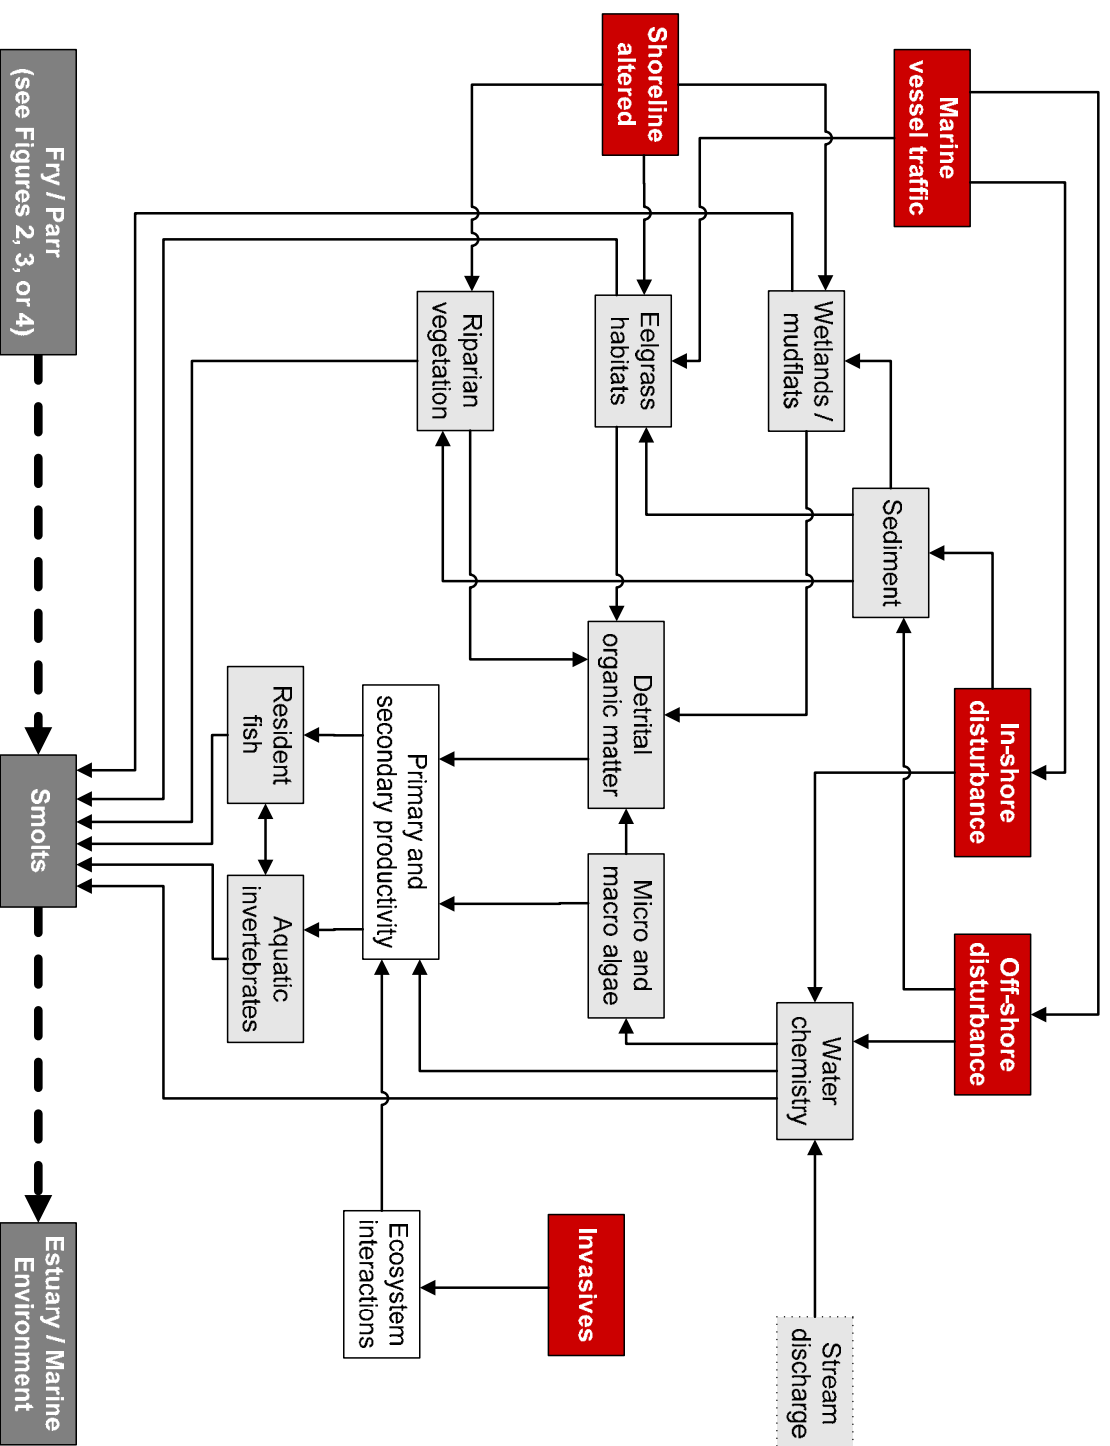 Marine
vessel traffic
In-shore
disturbance
Off-shore
disturbance
Shoreline
altered
Wetlands /
mudflats
Sediment
Water
chemistry
Stream
discharge
Eelgrass
habitats
Detrital
organic matter
Micro and
macro algae
Invasives
Riparian
vegetation
Primary and
secondary productivity
Ecosystem
interactions
Resident
fish
Aquatic
invertebrates
Fry / Parr
(see Figures 2, 3, or 4)
Smolts
Estuary / Marine
Environment